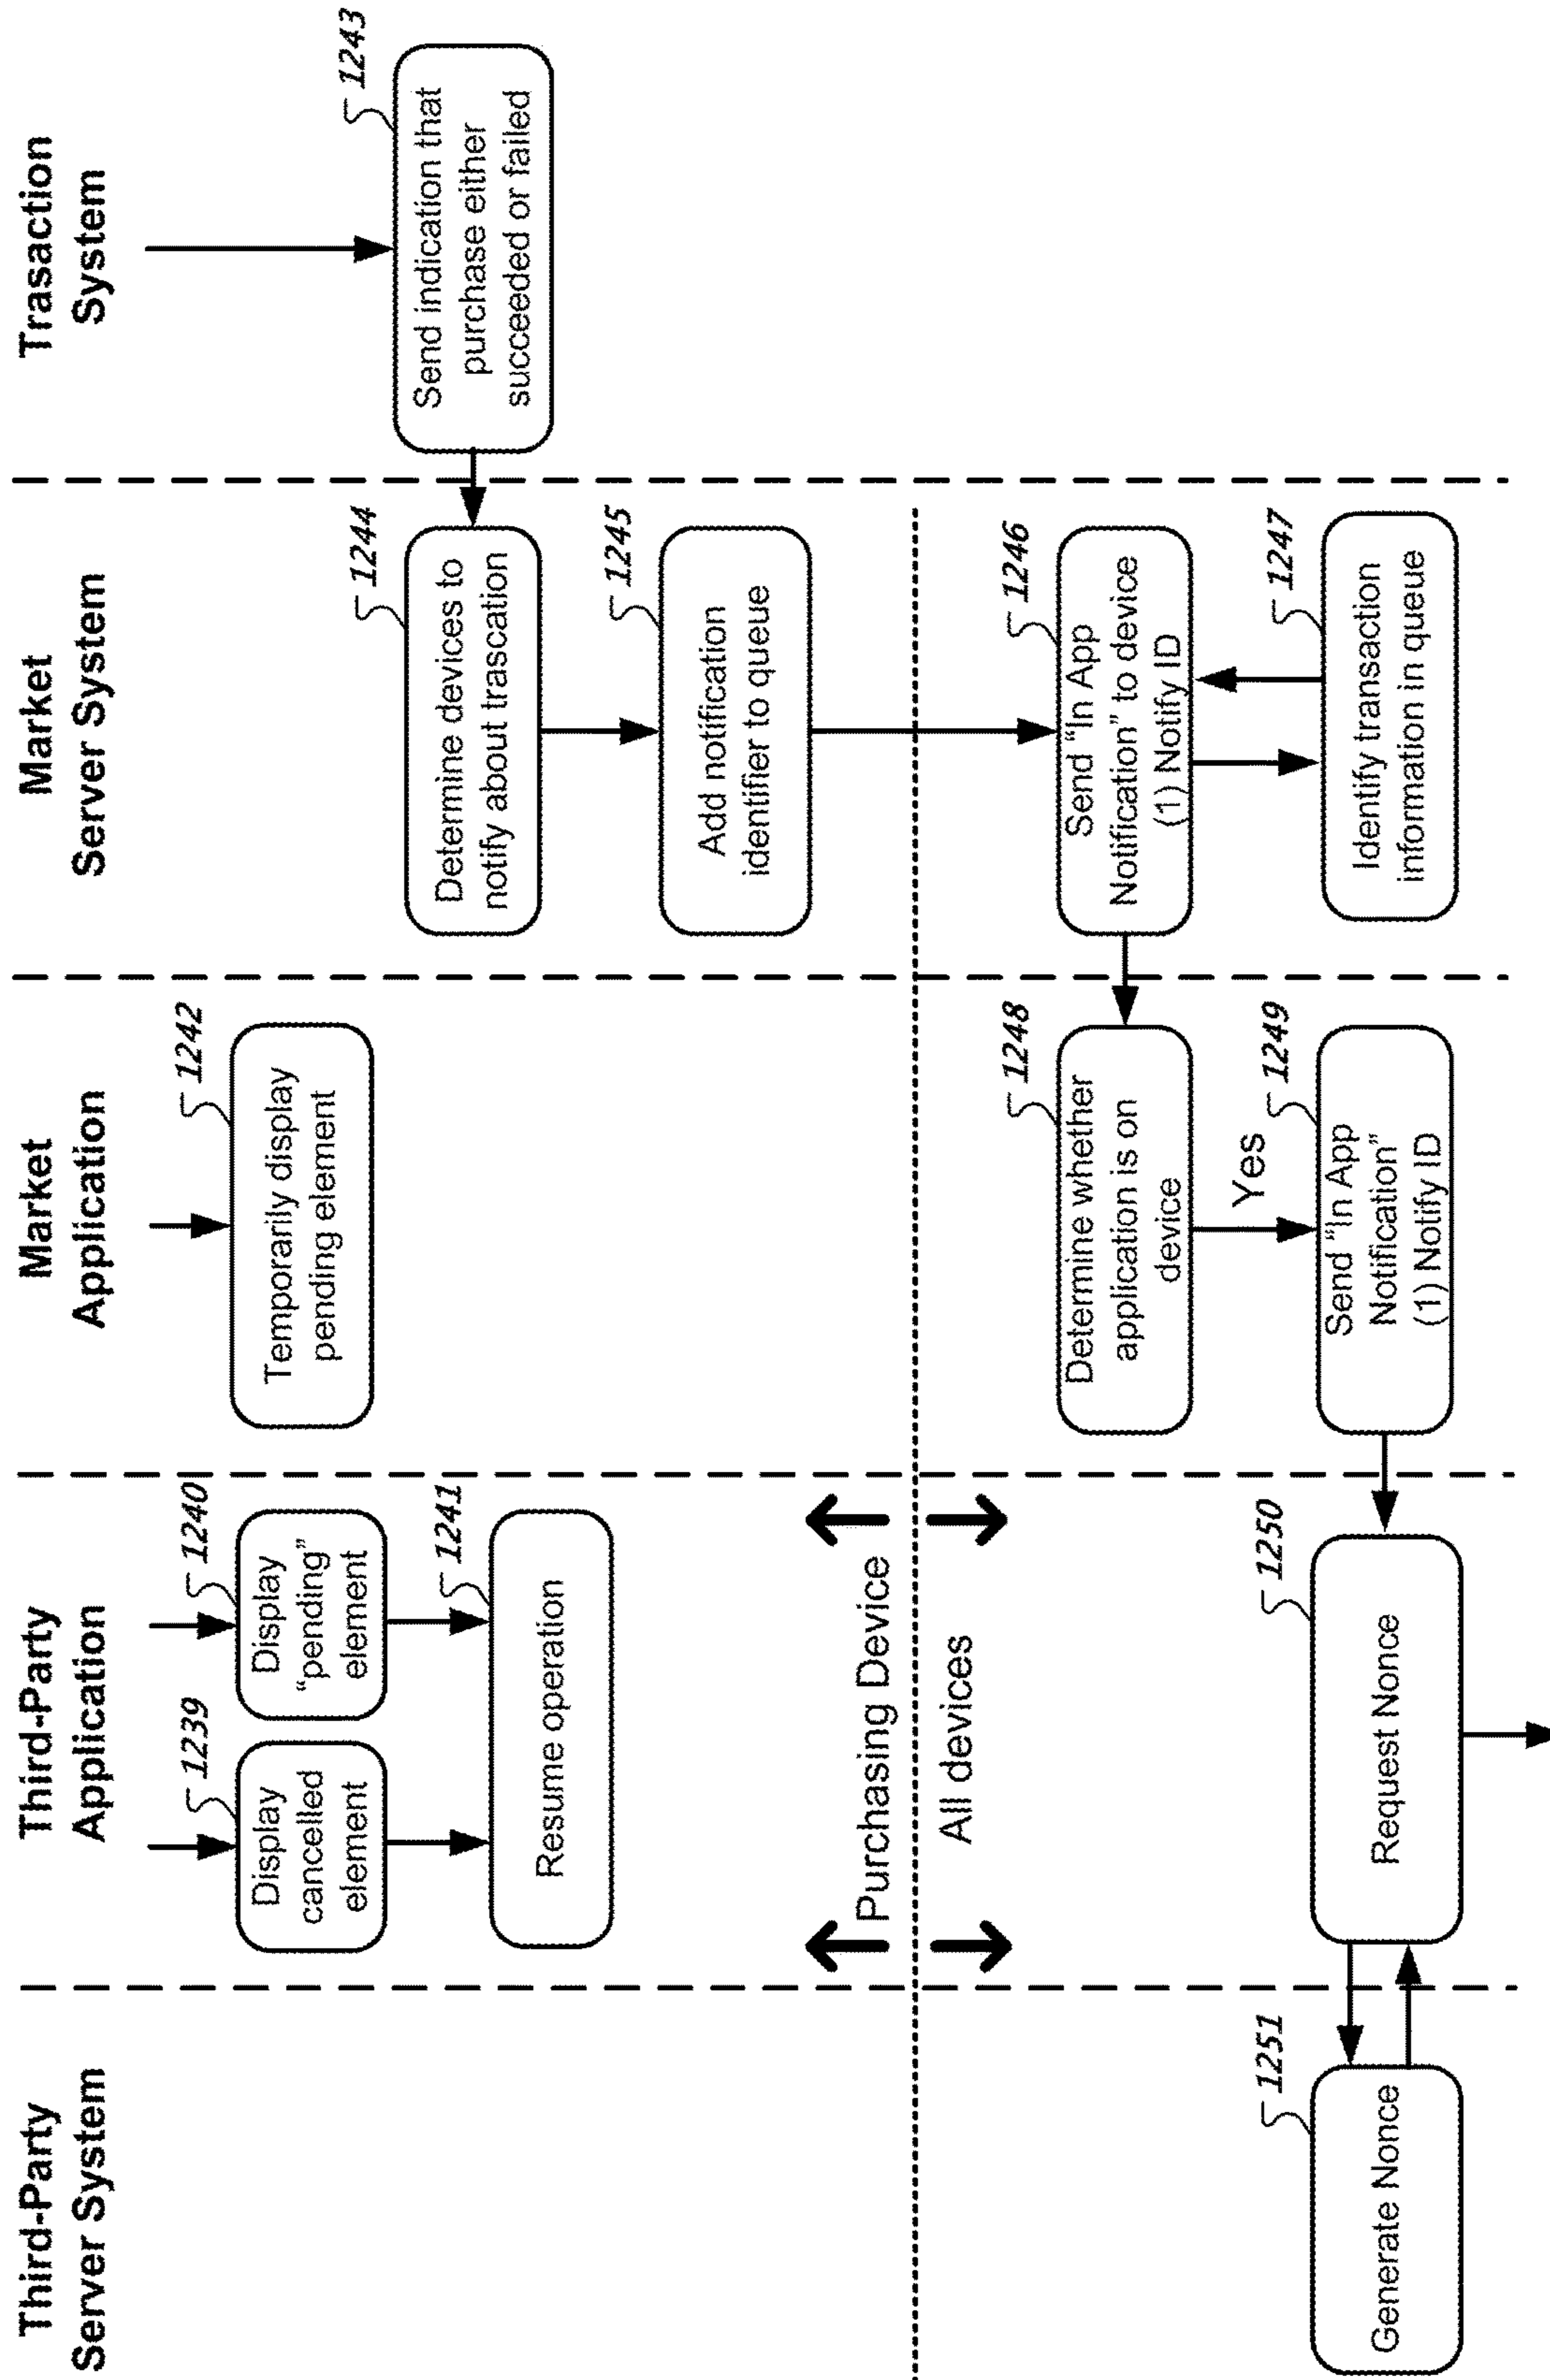 Third-Party
Server System
Third-Party
Application
Market
Application
Market
Server System
Trasaction
System
1239
Display
cancelled
element
1240
Display
“pending”
element
1241
Resume operation
1242
Temporarily display
pending element
1243
Send indication that
purchase either
succeeded or failed
1244
Determine devices to
notify about trascation
1245
Add notification
identifier to queue
Purchasing Device
All devices
1246
Send “In App
Notification” to device
(1) Notify ID
1247
Identify transaction
information in queue
1248
Determine whether
application is on
device
Yes
1249
Send “In App
Notification”
(1) Notify ID
1250
Request Nonce
1251
Generate Nonce